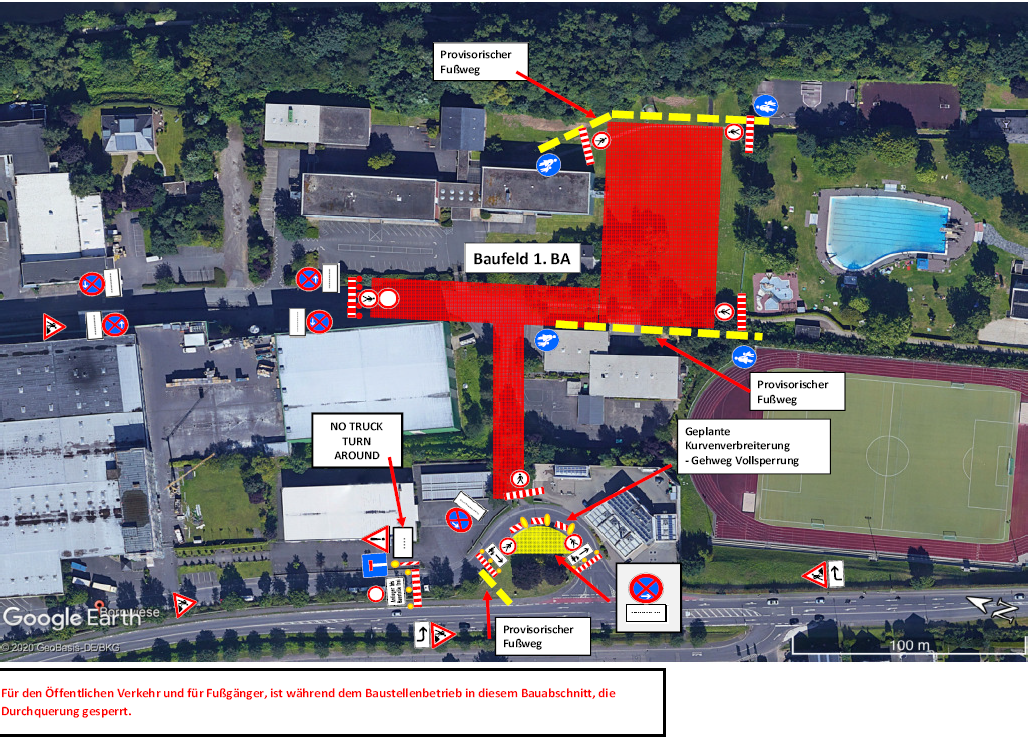 Provisorischer
Fußweg
Baufeld 1. BA
Provisorischer
Fußweg
NO TRUCK
TURN
AROUND
Geplante
Kurvenverbreiterung
- Gehweg Vollsperrung
Provisorischer
Fußweg
Google Earth
© 2020 GeoBasis-DE/BKG
100 m
Für den Öffentlichen Verkehr und für Fußgänger, ist während dem Baustellenbetrieb in diesem Bauabschnitt, die
Durchquerung gesperrt.